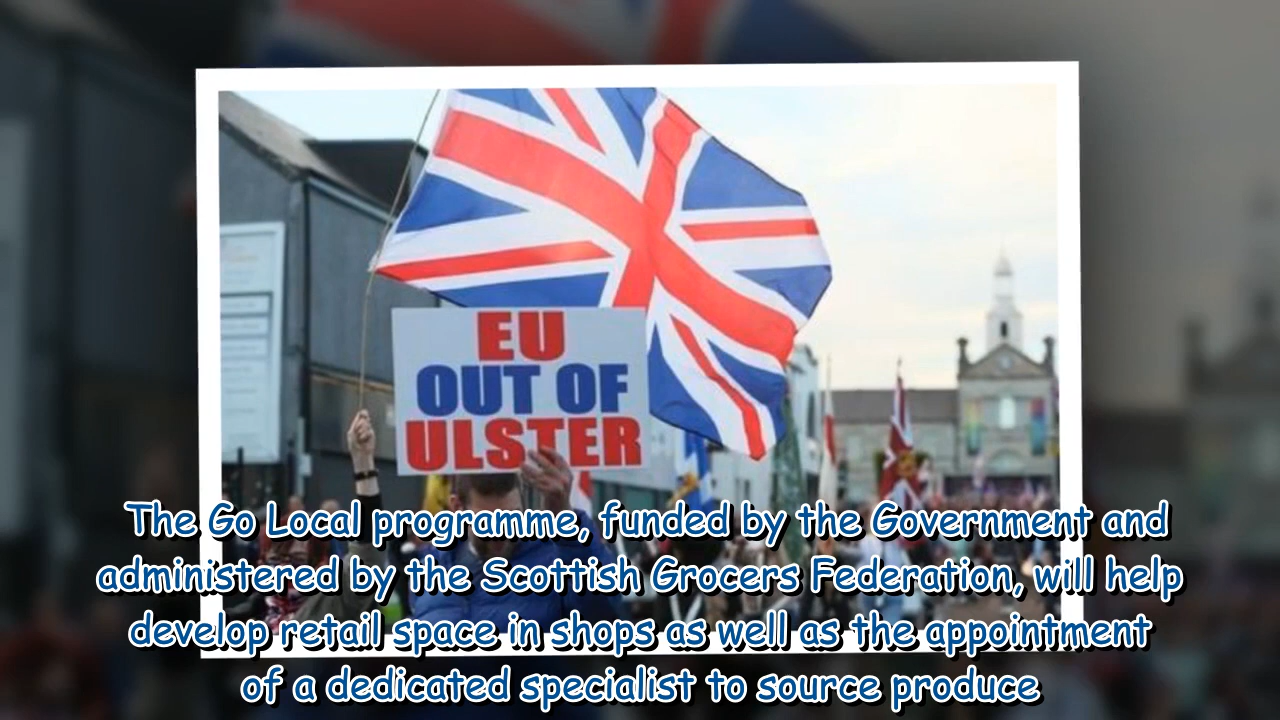 EU
OUT OF
ULSTER
The Go Local programme, funded by the Government and
administered by the Scottish Grocers Federation, will help
develop retail space in shops as well as the appointment
of a dedicated specialist to source produce